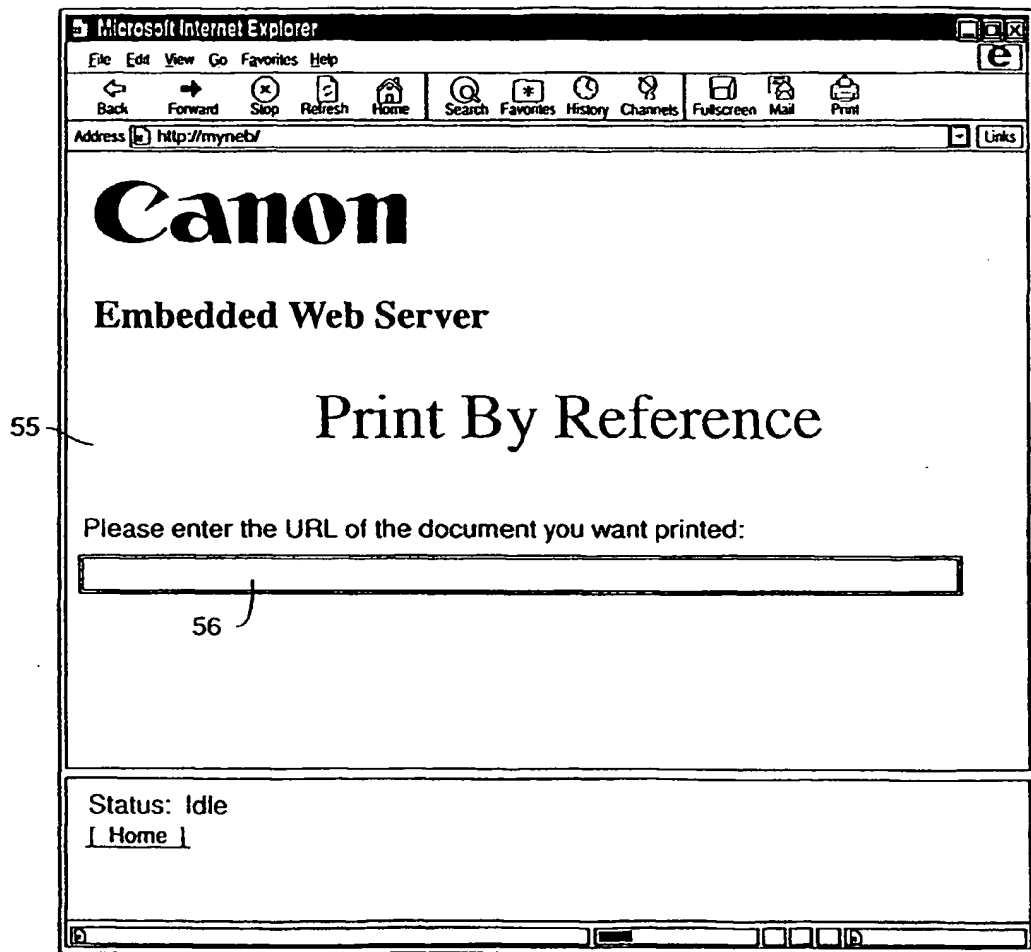 Microsoft Internet Explorer
File Edit View Go Favorites Help
e
Back Forward Stop Refresh Home Search Favorites History Channels Fullscreen Mail Print
Address http://myneb/ Links
Canon
Embedded Web Server
Print By Reference
55
Please enter the URL of the document you want printed:
56
Status: Idle
[ Home ]